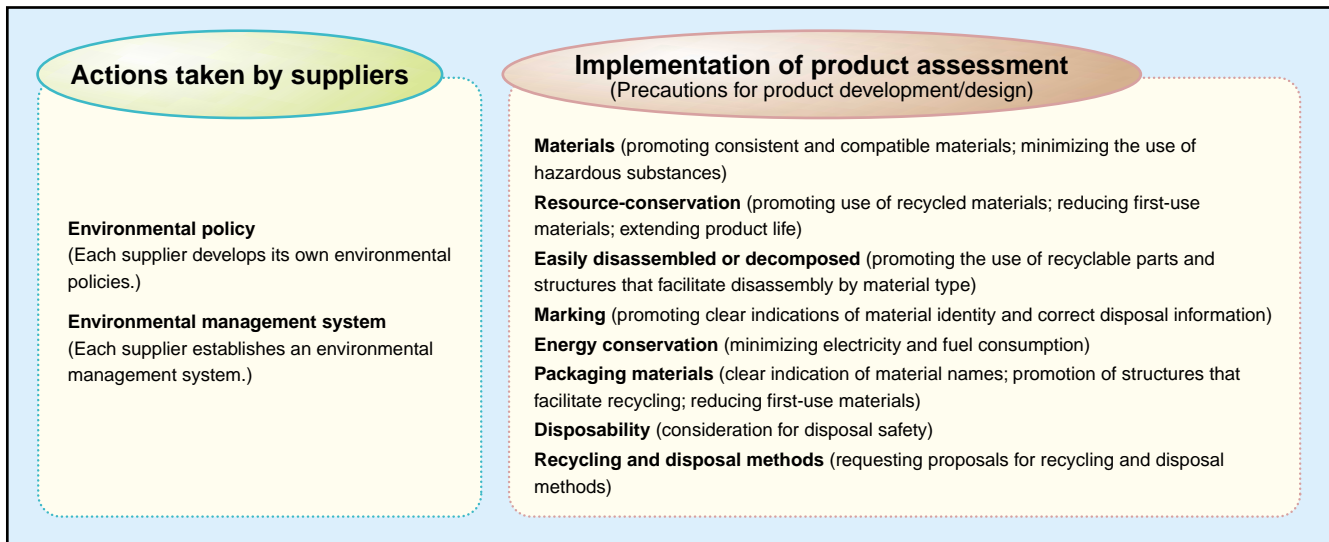 Actions taken by suppliers
Environmental policy
(Each supplier develops its own environmental
policies.)
Environmental management system
(Each supplier establishes an environmental
management system.)
Implementation of product assessment
(Precautions for product development/design)
Materials (promoting consistent and compatible materials; minimizing the use of
hazardous substances)
Resource-conservation (promoting use of recycled materials; reducing first-use
materials; extending product life)
Easily disassembled or decomposed (promoting the use of recyclable parts and
structures that facilitate disassembly by material type)
Marking (promoting clear indications of material identity and correct disposal information)
Energy conservation (minimizing electricity and fuel consumption)
Packaging materials (clear indication of material names; promotion of structures that
facilitate recycling; reducing first-use materials)
Disposability (consideration for disposal safety)
Recycling and disposal methods (requesting proposals for recycling and disposal
methods)